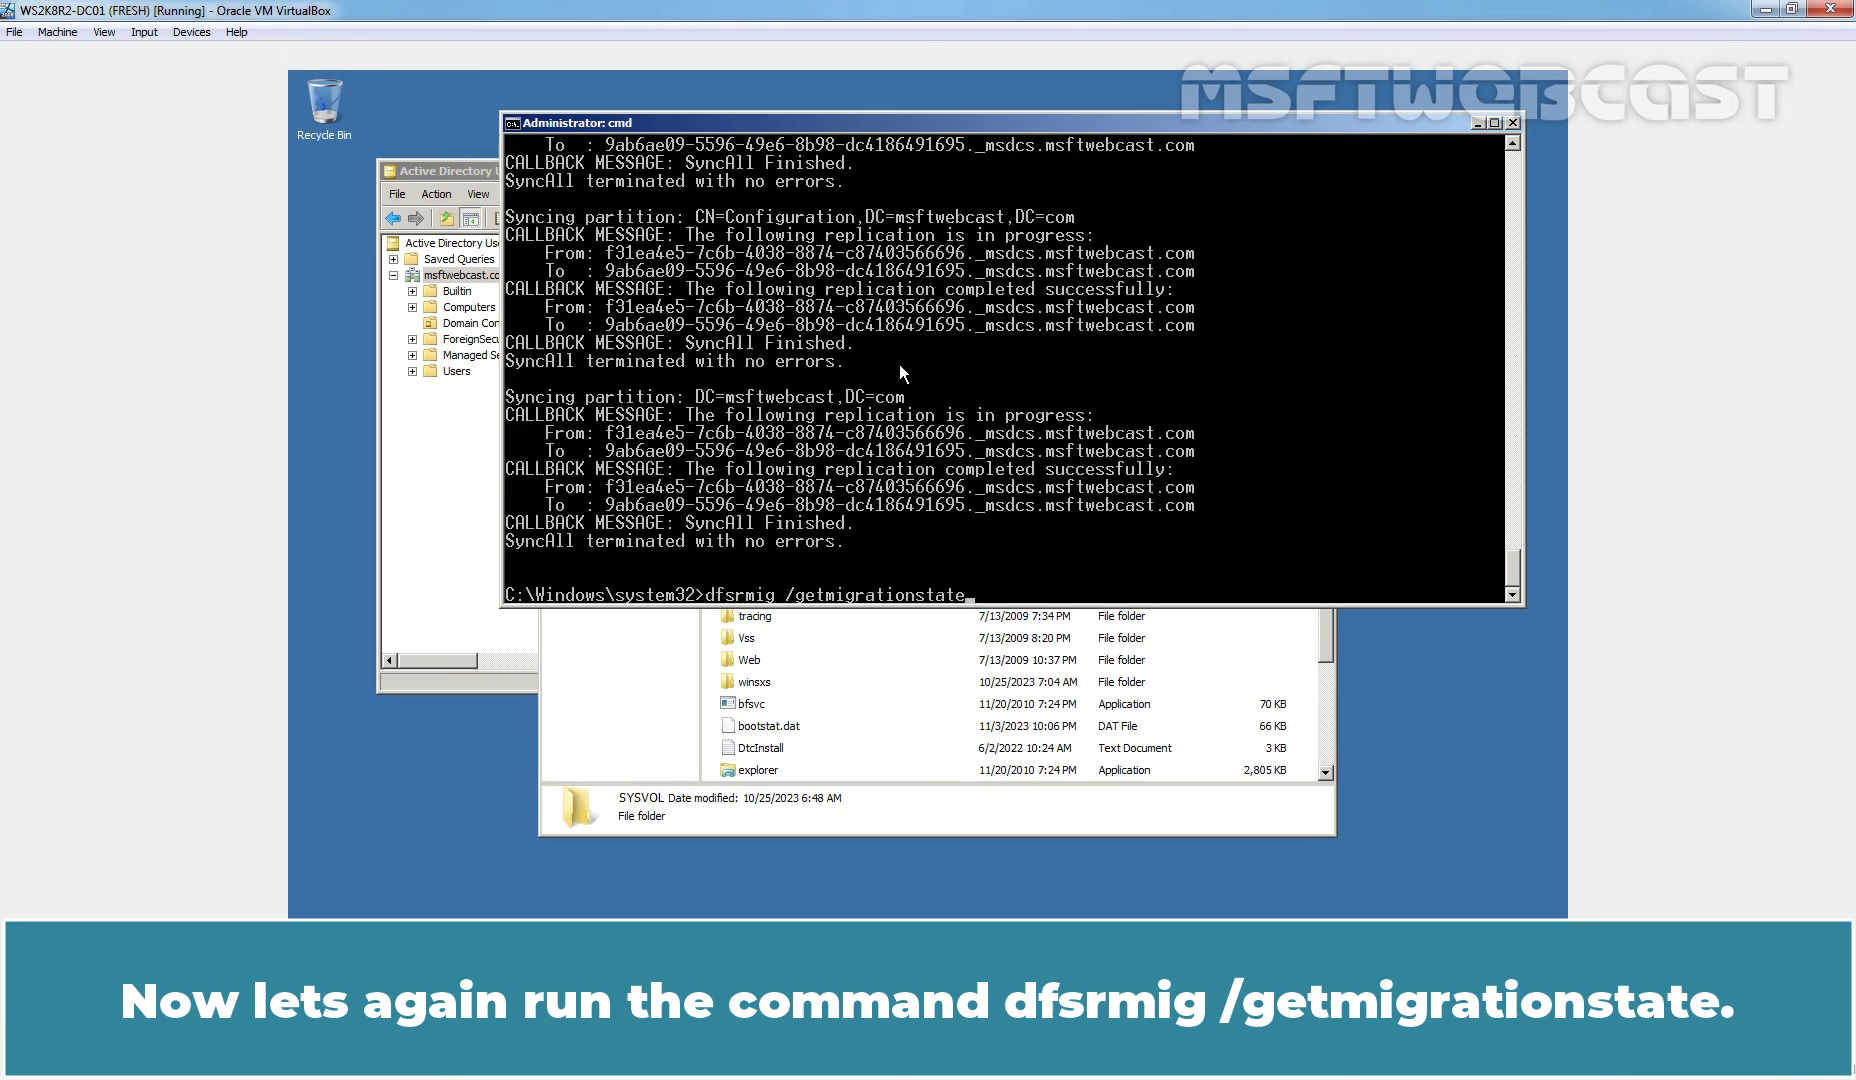 WS2K8R2-DC01 (FRESH) [Running] - Oracle VM VirtualBox
File Machine View Input Devices Help
MSFTWEBCAST
Recycle Bin
Administrator: cmd
To : 9ab6ae09-5596-49e6-8b98-dc4186491695._msdcs.msftwebcast.com
CALLBACK MESSAGE: SyncAll Finished.
SyncAll terminated with no errors.
Syncing partition: CN=Configuration,DC=msftwebcast,DC=com
CALLBACK MESSAGE: The following replication is in progress:
From: f31ea4e5-7c6b-4038-8874-c87403566696._msdcs.msftwebcast.com
To : 9ab6ae09-5596-49e6-8b98-dc4186491695._msdcs.msftwebcast.com
CALLBACK MESSAGE: The following replication completed successfully:
From: f31ea4e5-7c6b-4038-8874-c87403566696._msdcs.msftwebcast.com
To : 9ab6ae09-5596-49e6-8b98-dc4186491695._msdcs.msftwebcast.com
CALLBACK MESSAGE: SyncAll Finished.
SyncAll terminated with no errors.
Syncing partition: DC=msftwebcast,DC=com
CALLBACK MESSAGE: The following replication is in progress:
From: f31ea4e5-7c6b-4038-8874-c87403566696._msdcs.msftwebcast.com
To : 9ab6ae09-5596-49e6-8b98-dc4186491695._msdcs.msftwebcast.com
CALLBACK MESSAGE: The following replication completed successfully:
From: f31ea4e5-7c6b-4038-8874-c87403566696._msdcs.msftwebcast.com
To : 9ab6ae09-5596-49e6-8b98-dc4186491695._msdcs.msftwebcast.com
CALLBACK MESSAGE: SyncAll Finished.
SyncAll terminated with no errors.
C:\Windows\system32>dfsrmig /getmigrationstate_
Active Directory U
File Action View
Active Directory Use
Saved Queries
msftwebcast.co
Builtin
Computers
Domain Con
ForeignSecu
Managed Se
Users
tracing 7/13/2009 7:34 PM File folder
Vss 7/13/2009 8:20 PM File folder
Web 7/13/2009 10:37 PM File folder
winsxs 10/25/2023 7:04 AM File folder
bfsvc 11/20/2010 7:24 PM Application 70 KB
bootstat.dat 11/3/2023 10:06 PM DAT File 66 KB
DtcInstall 6/2/2022 10:24 AM Text Document 3 KB
explorer 11/20/2010 7:24 PM Application 2,805 KB
SYSVOL Date modified: 10/25/2023 6:48 AM
File folder
Now lets again run the command dfsrmig /getmigrationstate.